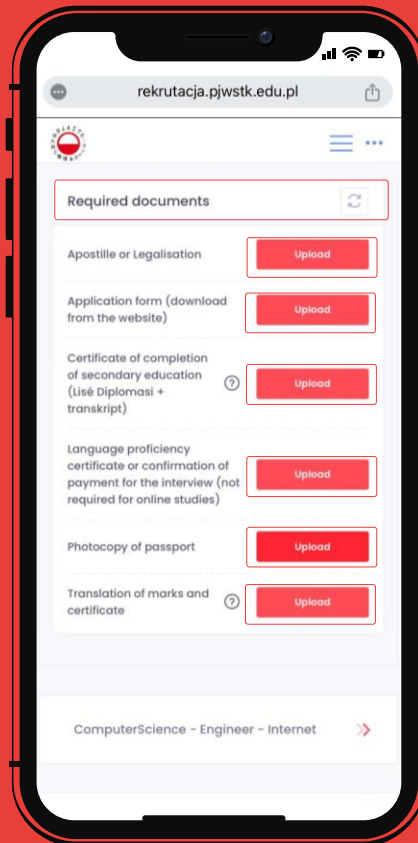 rekrutacja.pjwstk.edu.pl
Required documents
Apostille or Legalisation
Upload
Application form (download
from the website)
Upload
Certificate of completion
of secondary education
(Lisé Diplomasi +
transkript)
?
Upload
Language proficiency
certificate or confirmation of
payment for the interview (not
required for online studies)
Upload
Photocopy of passport
Upload
Translation of marks and
certificate
?
Upload
ComputerScience - Engineer - Internet